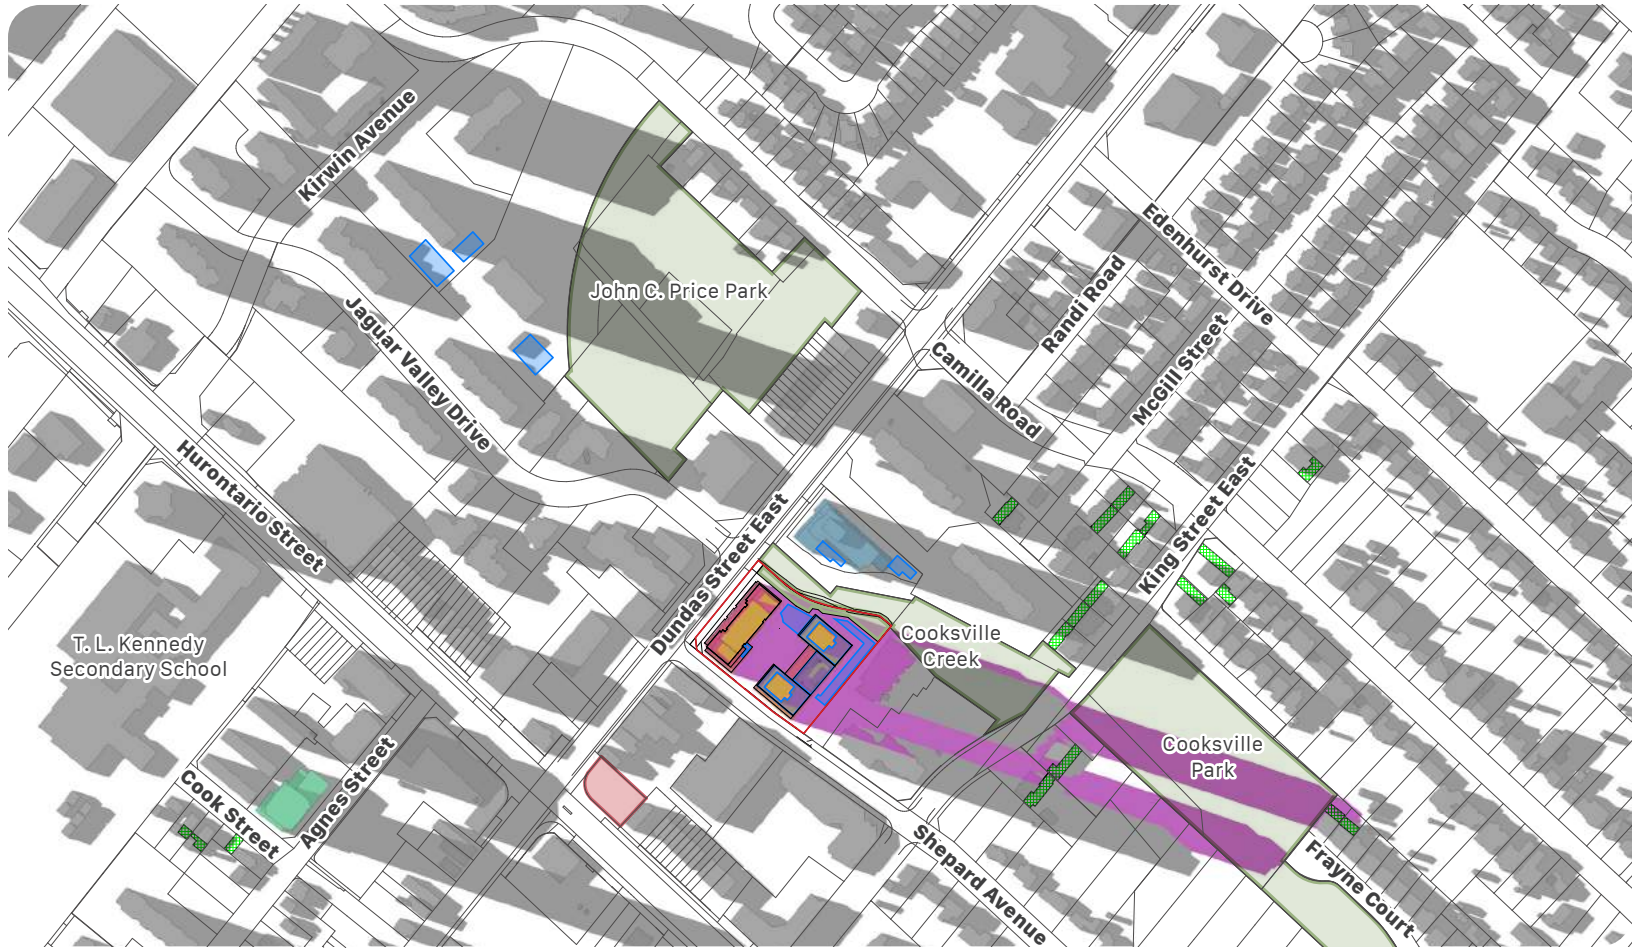 Kirwin Avenue
Edenhurst Drive
Randi Road
John C. Price Park
Jaguar Valley Drive
McGill Street
Camilla Road
Hurontario Street
King Street East
Dundas Street East
T. L. Kennedy
Secondary School
Cooksville
Creek
Cooksville
Park
Cook Street
Agnes Street
Shepard Avenue
Frayne Court